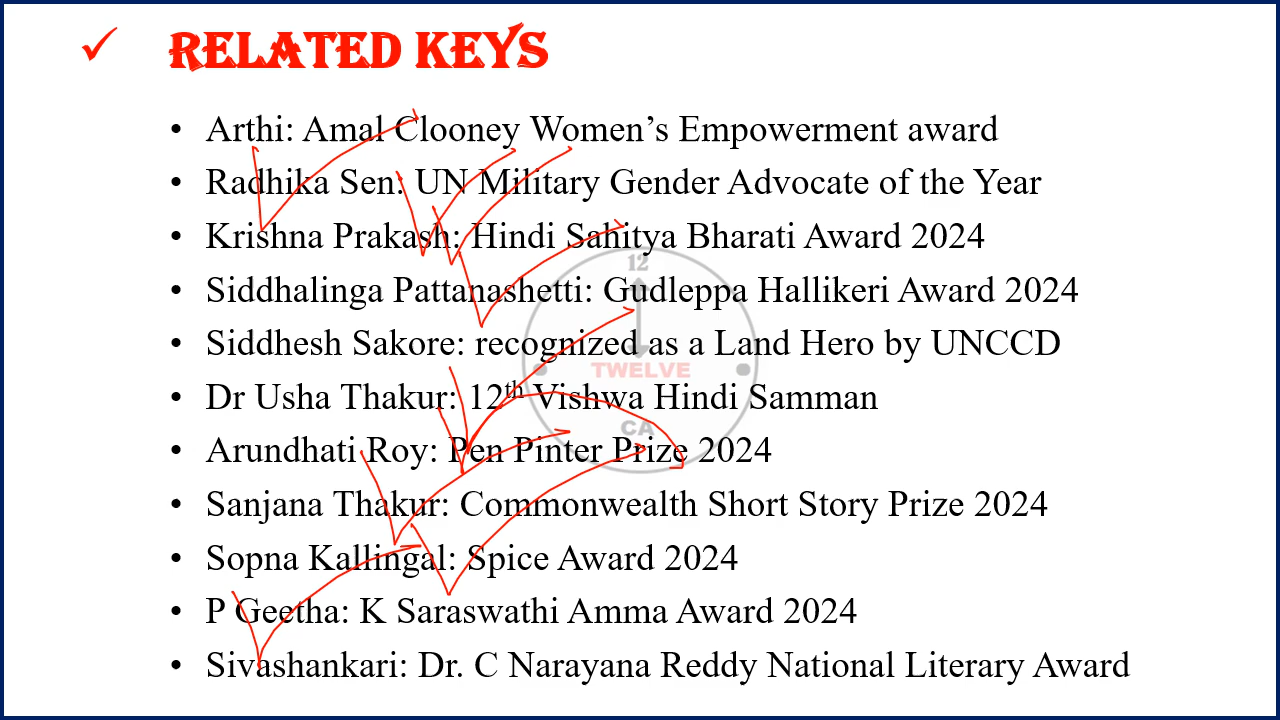 RELATED KEYS
• Arthi: Amal Clooney Women’s Empowerment award
• Radhika Sen: UN Military Gender Advocate of the Year
• Krishna Prakash: Hindi Sahitya Bharati Award 2024
• Siddhalinga Pattanashetti: Gudleppa Hallikeri Award 2024
• Siddhesh Sakore: recognized as a Land Hero by UNCCD
• Dr Usha Thakur: 12th Vishwa Hindi Samman
• Arundhati Roy: Pen Pinter Prize 2024
• Sanjana Thakur: Commonwealth Short Story Prize 2024
• Sopna Kallingal: Spice Award 2024
• P Geetha: K Saraswathi Amma Award 2024
• Sivashankari: Dr. C Narayana Reddy National Literary Award
12
TWELVE
CA